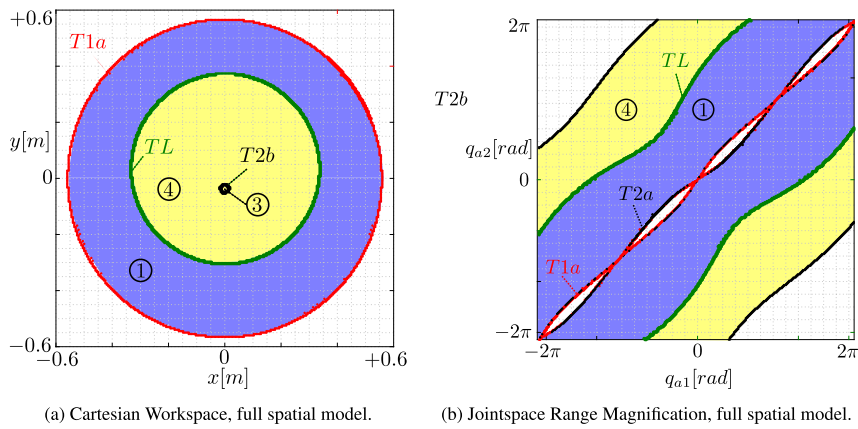 +0.6
T1a
y[m]
TL
T2b
0
④
③
①
−0.6
−0.6
0
+0.6
x[m]
(a) Cartesian Workspace, full spatial model.
2π
TL
T2b
④
①
q_{a2}[rad]
0
T2a
T1a
−2π
−2π
0
2π
q_{a1}[rad]
(b) Jointspace Range Magnification, full spatial model.